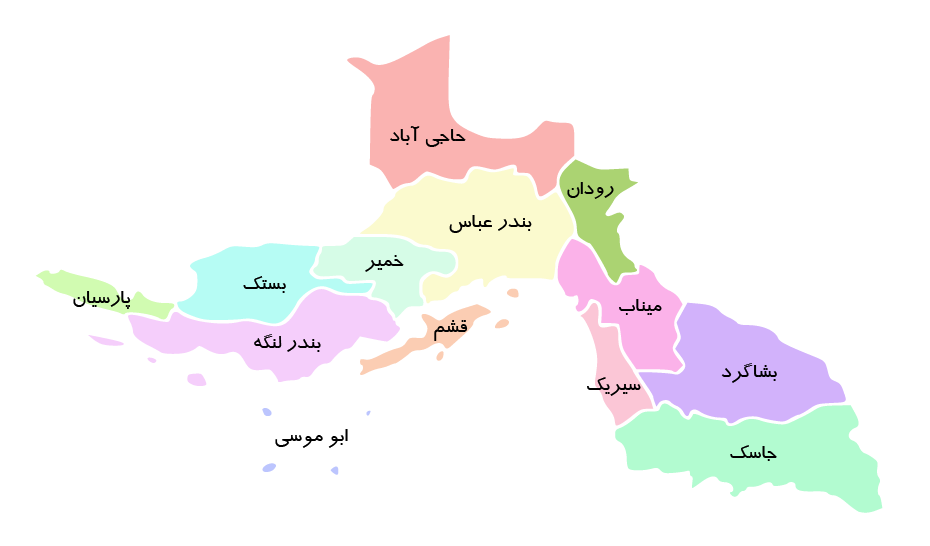 حاجی آباد
رودان
بندر عباس
خمیر
بستک
پارسیان
میناب
قشم
بندر لنگه
بشاگرد
سیریک
ابو موسی
جاسک